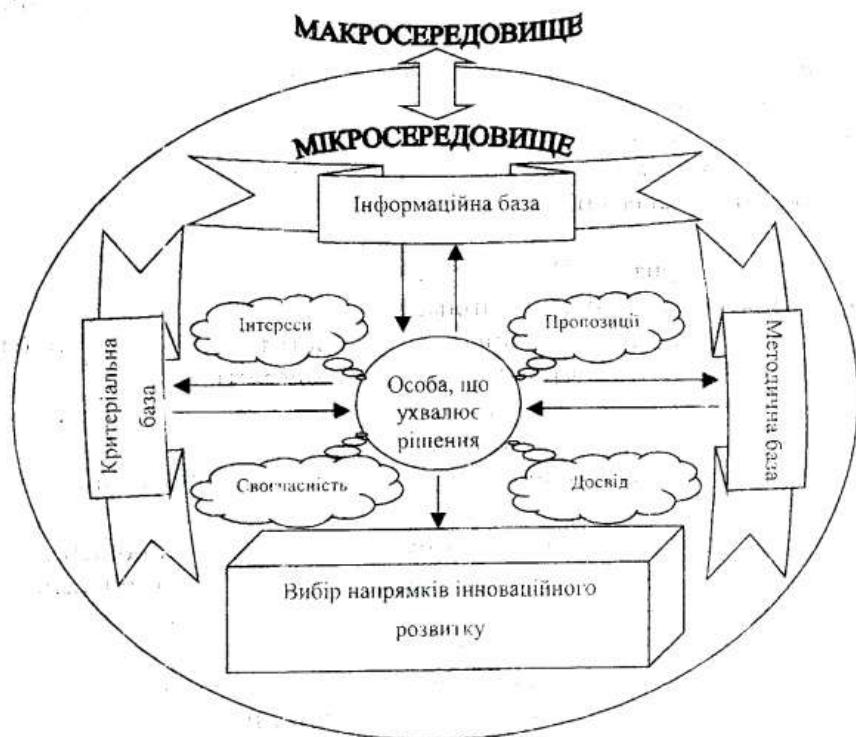 МАКРОСЕРЕДОВИЩЕ
МІКРОСЕРЕДОВИЩЕ
Інформаційна база
Інтереси
Пропозиції
Критеріальна
база
Особа, що
ухвалює
рішення
Методична база
Своєчасність
Досвід
Вибір напрямків інноваційного
розвитку